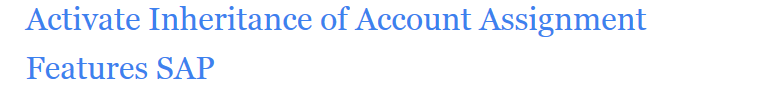 Activate Inheritance of Account Assignment
Features SAP